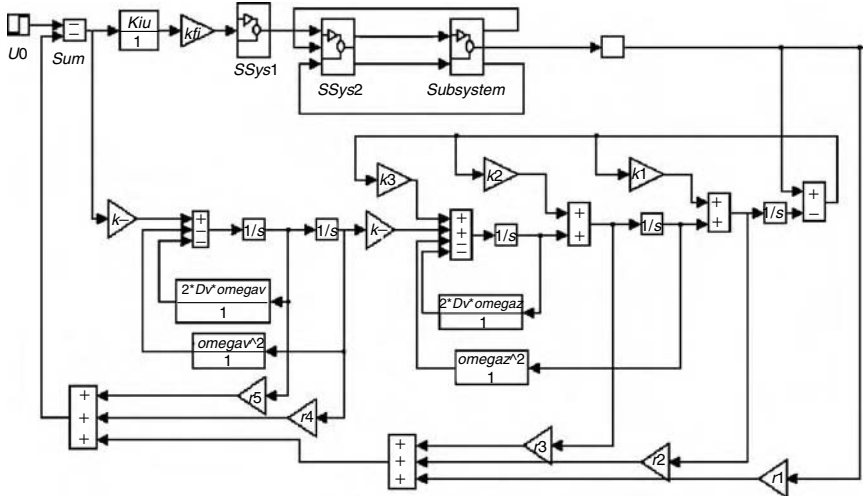 Kiu
1
kfi
U0
Sum
SSys1
SSys2
Subsystem
k3
k2
k1
k–
+
–
–
1/s
1/s
k–
+
+
–
–
1/s
+
+
1/s
+
+
1/s
+
–
2*Dv*omegav
1
2*Dv*omegaz
1
omegav^2
1
omegaz^2
1
r5
r4
+
+
+
r3
r2
r1
+
+
+